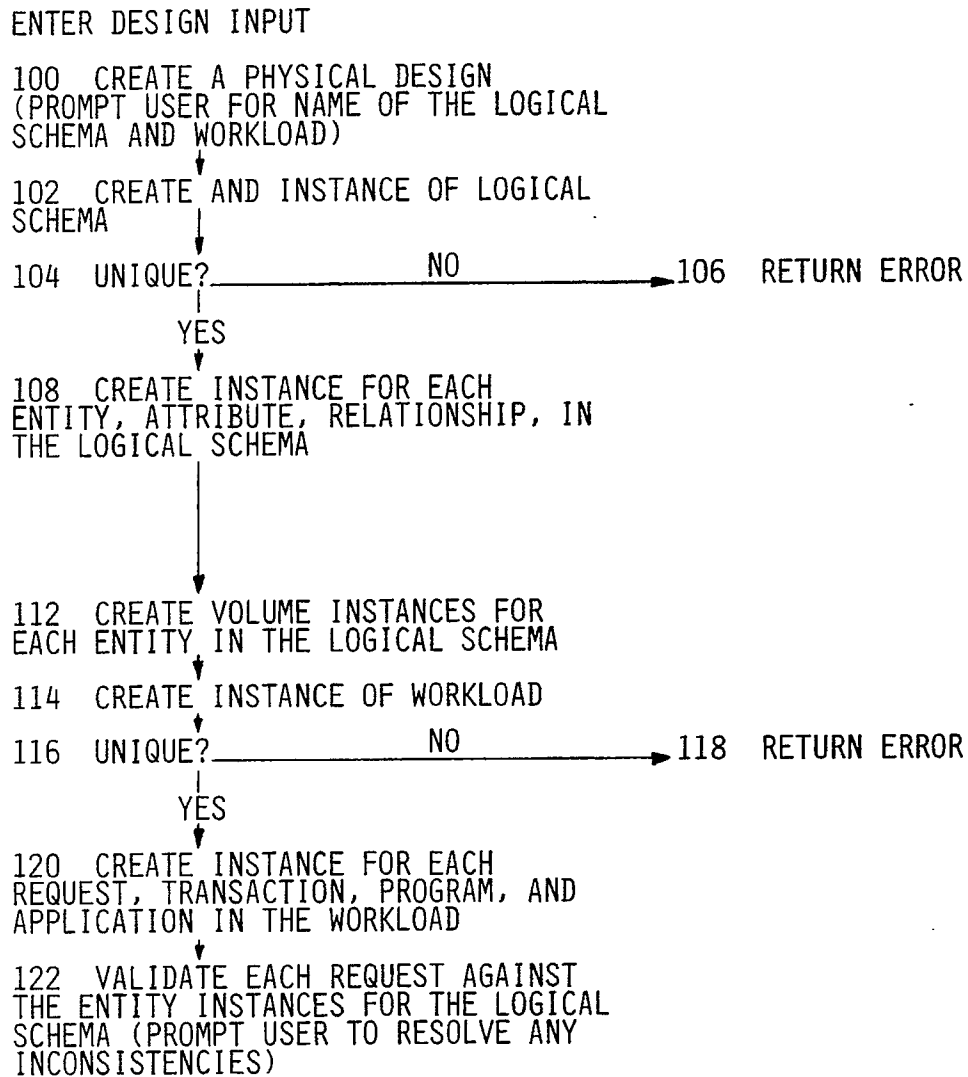 ENTER DESIGN INPUT
100 CREATE A PHYSICAL DESIGN
(PROMPT USER FOR NAME OF THE LOGICAL
SCHEMA AND WORKLOAD)
102 CREATE AND INSTANCE OF LOGICAL
SCHEMA
104 UNIQUE? NO 106 RETURN ERROR
YES
108 CREATE INSTANCE FOR EACH
ENTITY, ATTRIBUTE, RELATIONSHIP, IN
THE LOGICAL SCHEMA
112 CREATE VOLUME INSTANCES FOR
EACH ENTITY IN THE LOGICAL SCHEMA
114 CREATE INSTANCE OF WORKLOAD
116 UNIQUE? NO 118 RETURN ERROR
YES
120 CREATE INSTANCE FOR EACH
REQUEST, TRANSACTION, PROGRAM, AND
APPLICATION IN THE WORKLOAD
122 VALIDATE EACH REQUEST AGAINST
THE ENTITY INSTANCES FOR THE LOGICAL
SCHEMA (PROMPT USER TO RESOLVE ANY
INCONSISTENCIES)